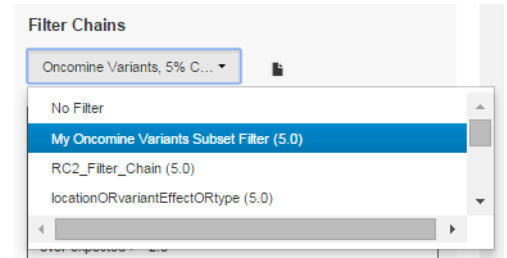 Filter Chains
Oncomine Variants, 5% C...
No Filter
My Oncomine Variants Subset Filter (5.0)
RC2_Filter_Chain (5.0)
locationORvariantEffectORtype (5.0)